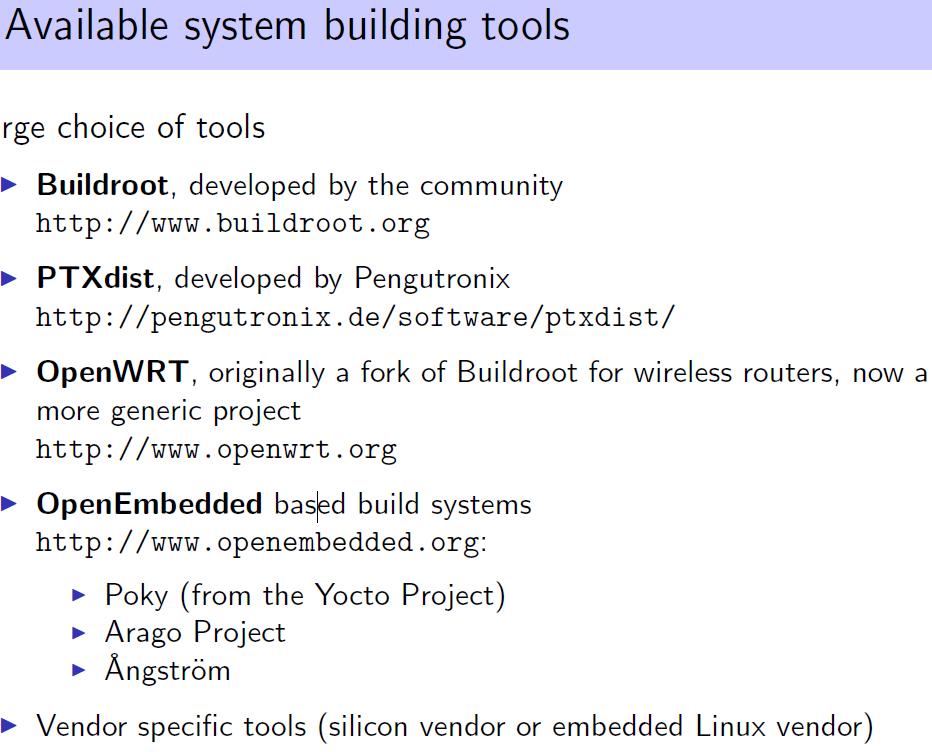 Available system building tools
rge choice of tools
Buildroot, developed by the community
http://www.buildroot.org
PTXdist, developed by Pengutronix
http://pengutronix.de/software/ptxdist/
OpenWRT, originally a fork of Buildroot for wireless routers, now a
more generic project
http://www.openwrt.org
OpenEmbedded based build systems
http://www.openembedded.org:
Poky (from the Yocto Project)
Arago Project
Ångström
Vendor specific tools (silicon vendor or embedded Linux vendor)